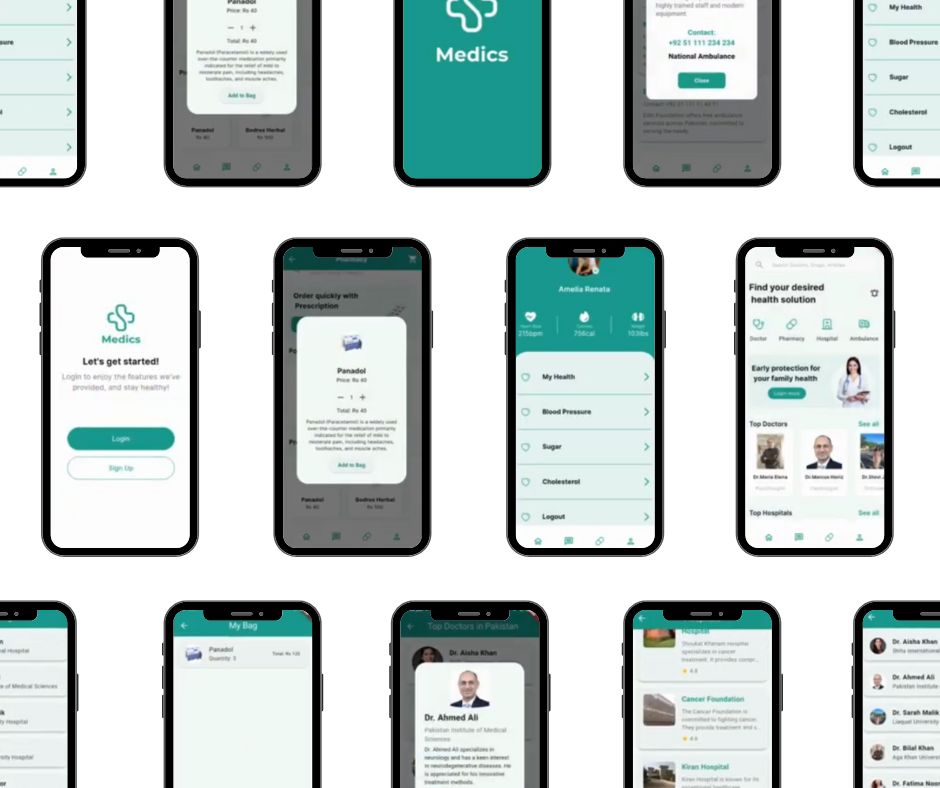 sure
ol
Panadol
Price: Rs 40
— 1 +
Total: Rs 40
Panadol (Paracetamol) is a widely used
over-the-counter medication primarily
indicated for the relief of mild to
moderate pain, including headaches,
toothaches, and muscle aches.
Add to Bag
Po
Panadol
Rs 40
Bodrex Herbal
Rs 100
Medics
highly trained staff and modern
equipment.
Contact:
+92 51 111 234 234
National Ambulance
Close
Edhi Foundation offers free ambulance
services across Pakistan, committed to
serving the needy.
My Health
Blood Pressure
Sugar
Cholesterol
Logout
Medics
Let's get started!
Login to enjoy the features we've
provided, and stay healthy!
Login
Sign Up
Pharmacy
Order quickly with
Prescription
Po
Panadol
Price: Rs 40
— 1 +
Total: Rs 40
Panadol (Paracetamol) is a widely used
over-the-counter medication primarily
indicated for the relief of mild to
moderate pain, including headaches,
toothaches, and muscle aches.
Add to Bag
Panadol
Rs 40
Bodrex Herbal
Rs 100
Amelia Renata
Heart Rate
215bpm
Calories
756cal
Weight
103lbs
My Health
Blood Pressure
Sugar
Cholesterol
Logout
Search Doctors, Drugs, Articles
Find your desired
health solution
Doctor
Pharmacy
Hospital
Ambulance
Early protection for
your family health
Learn more
Top Doctors
See all
Dr.Maria Elena
Dr.Marcus Horiz
Dr.Stevi J
Top Hospitals
See all
n
al Hospital
e of Medical Sciences
ik
ty Hospital
ersity Hospital
or
My Bag
Panadol
Quantity: 3
Total: Rs 120
Top Doctors in Pakistan
Dr. Aisha Khan
Dr. Ahmed Ali
Pakistan Institute of Medical
Sciences
Dr. Ahmed Ali specializes in
neurology and has a keen interest
in neurodegenerative diseases. He
is appreciated for his innovative
treatment methods.
Hospital
Shaukat Khanam Hospital
specializes in cancer
treatment. It provides compr...
4.8
Cancer Foundation
The Cancer Foundation is
committed to fighting cancer.
They provide treatment and s...
4.6
Kiran Hospital
Kiran Hospital is known for its
exceptional healthcare
Dr. Aisha Khan
Shifa International
Dr. Ahmed Ali
Pakistan Institute
Dr. Sarah Malik
Liaquat University
Dr. Bilal Khan
Aga Khan Univers
Dr. Fatima Noor